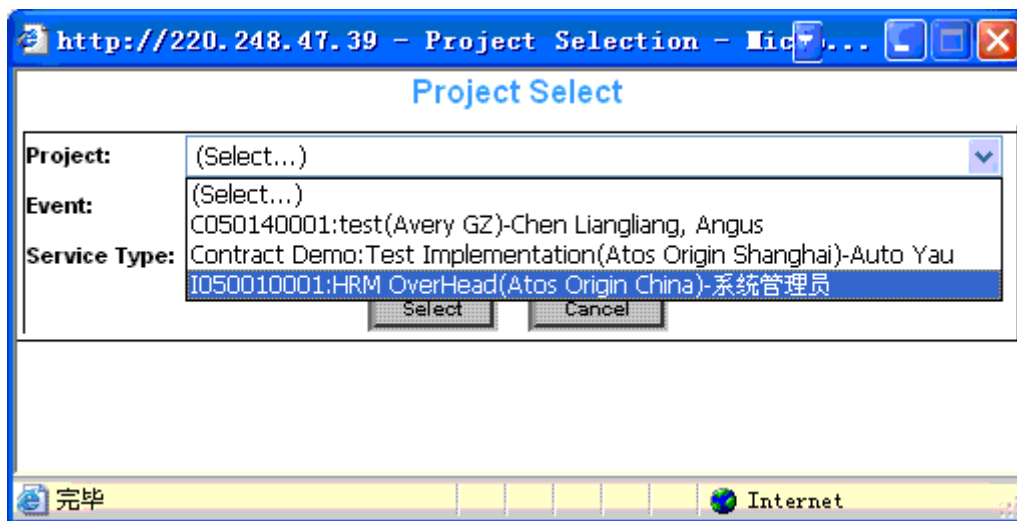 http://220.248.47.39 - Project Selection - Mic...
Project Select
Project: (Select...)
Event:
Service Type:
(Select...)
C050140001:test(Avery GZ)-Chen Liangliang, Angus
Contract Demo:Test Implementation(Atos Origin Shanghai)-Auto Yau
I050010001:HRM OverHead(Atos Origin China)-系统管理员
Select Cancel
完毕 Internet